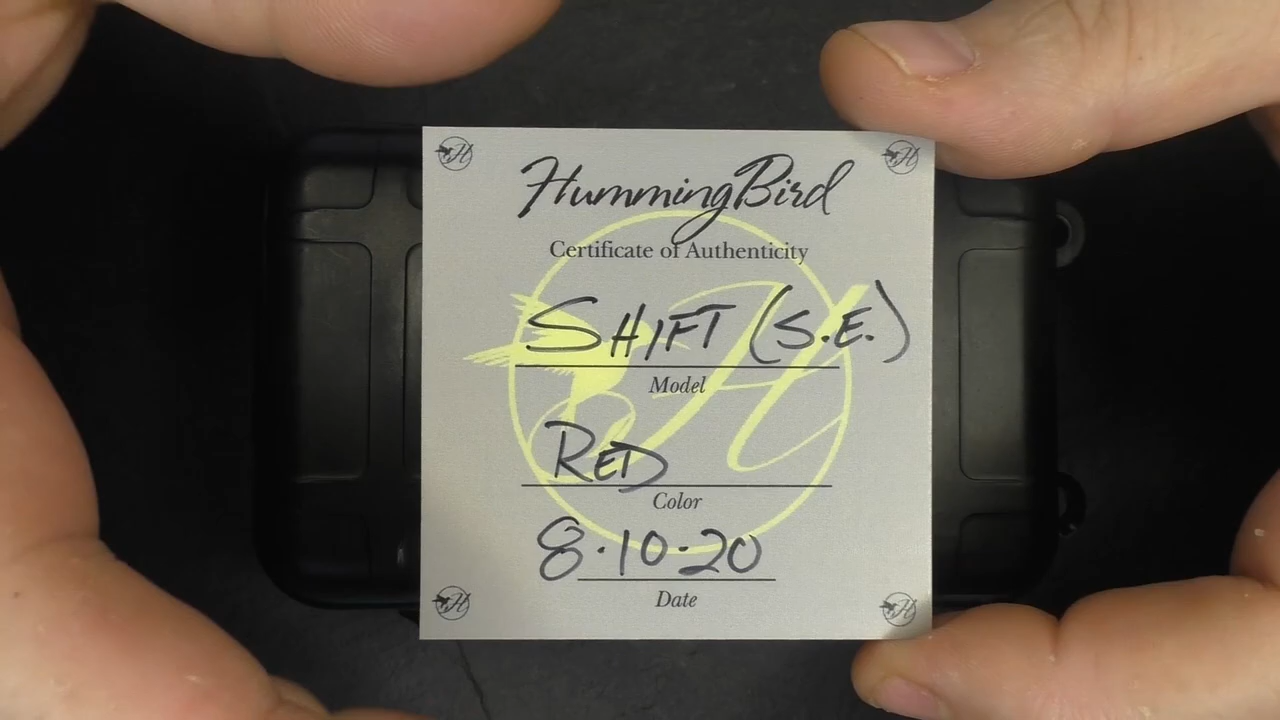 HummingBird
Certificate of Authenticity
SHIFT (S.E.)
Model
RED
Color
8·10·20
Date